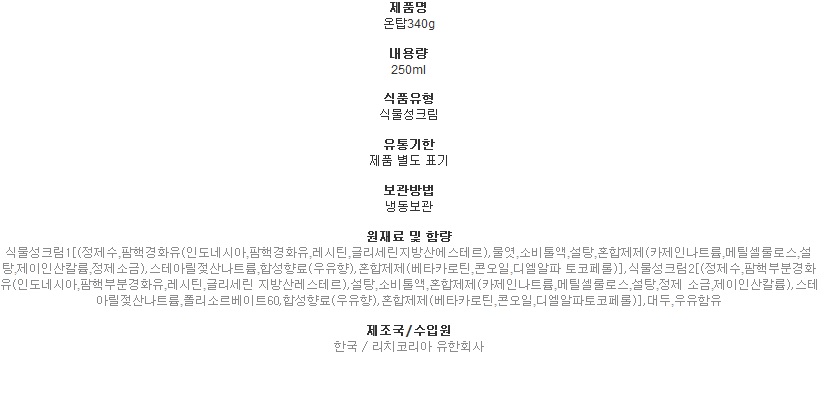 제품명
온탑340g
내용량
250ml
식품유형
식물성크림
유통기한
제품 별도 표기
보관방법
냉동보관
원재료 및 함량
식물성크림1[(정제수,팜핵경화유(인도네시아,팜핵경화유,레시틴,글리세린지방산에스테르),물엿,소비톨액,설탕,혼합제제(카제인나트륨,메틸셀룰로스,설
탕,제이인산칼륨,정제소금),스테아릴젖산나트륨,합성향료(우유향),혼합제제(베타카로틴,콘오일,디엘알파 토코페롤)],식물성크림2[(정제수,팜핵부분경화
유(인도네시아,팜핵부분경화유,레시틴,글리세린 지방산레스테르),설탕,소비톨액,혼합제제(카제인나트륨,메틸셀룰로스,설탕,정제 소금,제이인산칼륨),스테
아릴젖산나트륨,폴리소르베이트60,합성향료(우유향),혼합제제(베타카로틴,콘오일,디엘알파토코페롤)],대두,우유함유
제조국/수입원
한국 / 리치코리아 유한회사